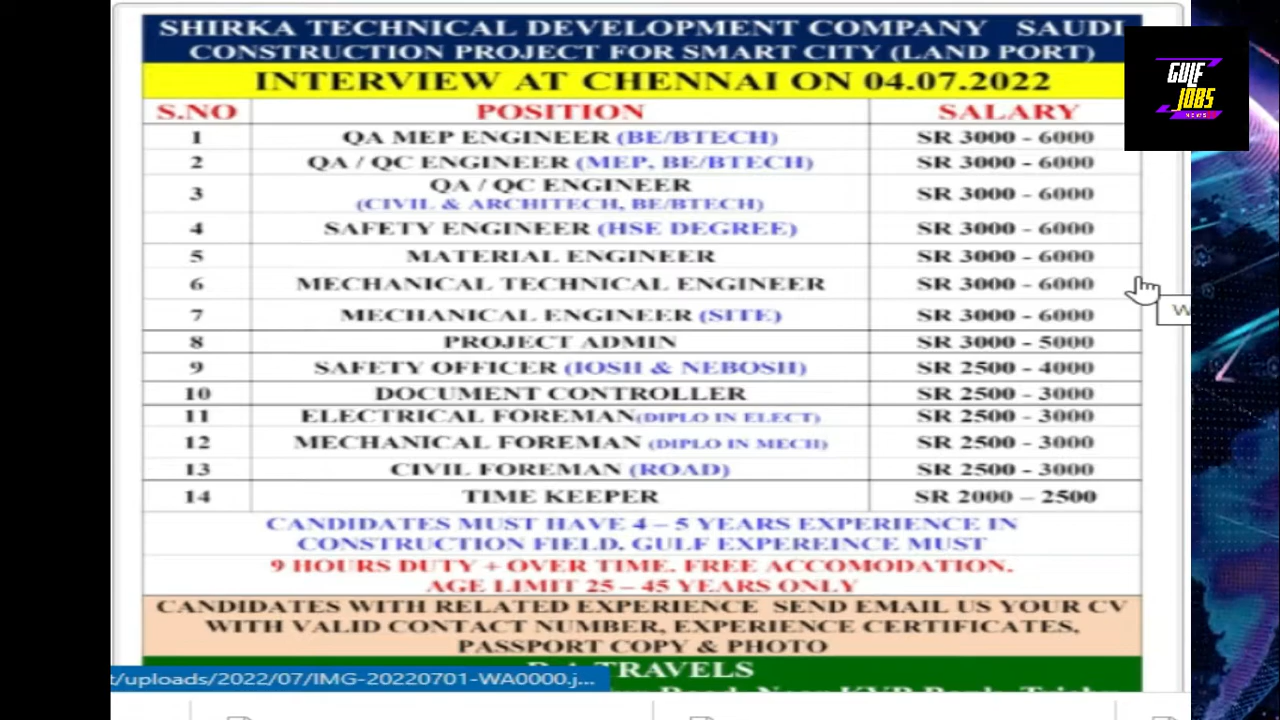 SHIRKA TECHNICAL DEVELOPMENT COMPANY SAUDI
CONSTRUCTION PROJECT FOR SMART CITY (LAND PORT)
GULF
JOBS
NEWS
INTERVIEW AT CHENNAI ON 04.07.2022
S.NO POSITION SALARY
1 QA MEP ENGINEER (BE/BTECH) SR 3000 - 6000
2 QA / QC ENGINEER (MEP, BE/BTECH) SR 3000 - 6000
3 QA / QC ENGINEER
(CIVIL & ARCHITECH, BE/BTECH) SR 3000 - 6000
4 SAFETY ENGINEER (HSE DEGREE) SR 3000 - 6000
5 MATERIAL ENGINEER SR 3000 - 6000
6 MECHANICAL TECHNICAL ENGINEER SR 3000 - 6000
7 MECHANICAL ENGINEER (SITE) SR 3000 - 6000
8 PROJECT ADMIN SR 3000 - 5000
9 SAFETY OFFICER (IOSH & NEBOSH) SR 2500 - 4000
10 DOCUMENT CONTROLLER SR 2500 - 3000
11 ELECTRICAL FOREMAN(DIPLO IN ELECT) SR 2500 - 3000
12 MECHANICAL FOREMAN (DIPLO IN MECH) SR 2500 - 3000
13 CIVIL FOREMAN (ROAD) SR 2500 - 3000
14 TIME KEEPER SR 2000 – 2500
CANDIDATES MUST HAVE 4 – 5 YEARS EXPERIENCE IN
CONSTRUCTION FIELD. GULF EXPEREINCE MUST
9 HOURS DUTY + OVER TIME. FREE ACCOMODATION.
AGE LIMIT 25 – 45 YEARS ONLY
CANDIDATES WITH RELATED EXPERIENCE SEND EMAIL US YOUR CV
WITH VALID CONTACT NUMBER, EXPERIENCE CERTIFICATES,
PASSPORT COPY & PHOTO
TRAVELS
t/uploads/2022/07/IMG-20220701-WA0000.j...